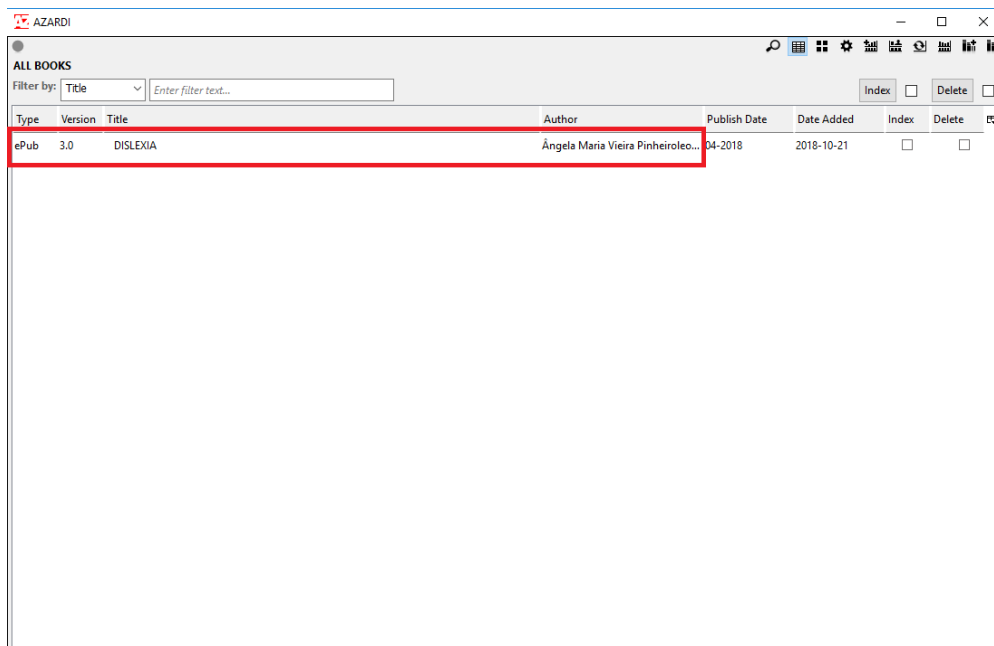 AZARDI
ALL BOOKS
Filter by: Title Enter filter text... Index Delete
Type Version Title Author Publish Date Date Added Index Delete
ePub 3.0 DISLEXIA Ângela Maria Vieira Pinheiroleo... 04-2018 2018-10-21